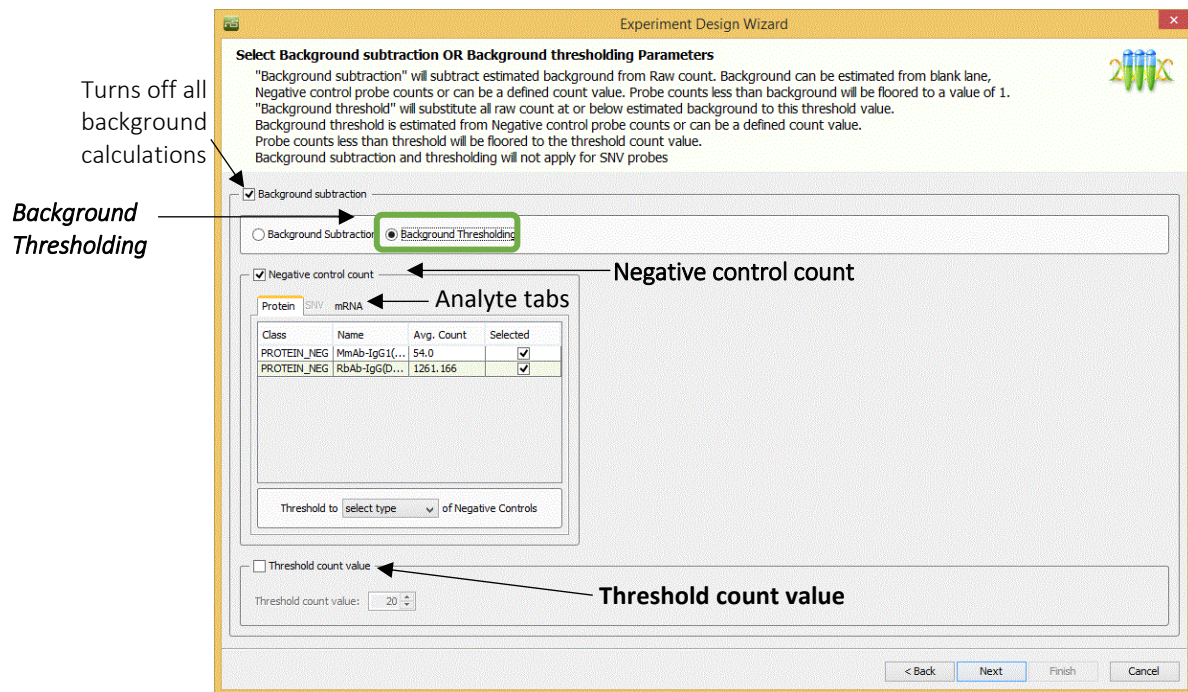 Experiment Design Wizard
Select Background subtraction OR Background thresholding Parameters
"Background subtraction" will subtract estimated background from Raw count. Background can be estimated from blank lane,
Negative control probe counts or can be a defined count value. Probe counts less than background will be floored to a value of 1.
"Background threshold" will substitute all raw count at or below estimated background to this threshold value.
Background threshold is estimated from Negative control probe counts or can be a defined count value.
Probe counts less than threshold will be floored to the threshold count value.
Background subtraction and thresholding will not apply for SNV probes
Turns off all
background
calculations
Background subtraction
Background
Thresholding
Background Subtraction Background Thresholding
Negative control count
Negative control count
Protein SNV mRNA
Analyte tabs
Class Name Avg. Count Selected
PROTEIN_NEG MmAb-IgG1(... 54.0
PROTEIN_NEG RbAb-IgG(D... 1261.166
Threshold to select type of Negative Controls
Threshold count value
Threshold count value: 20
Threshold count value
< Back Next Finish Cancel